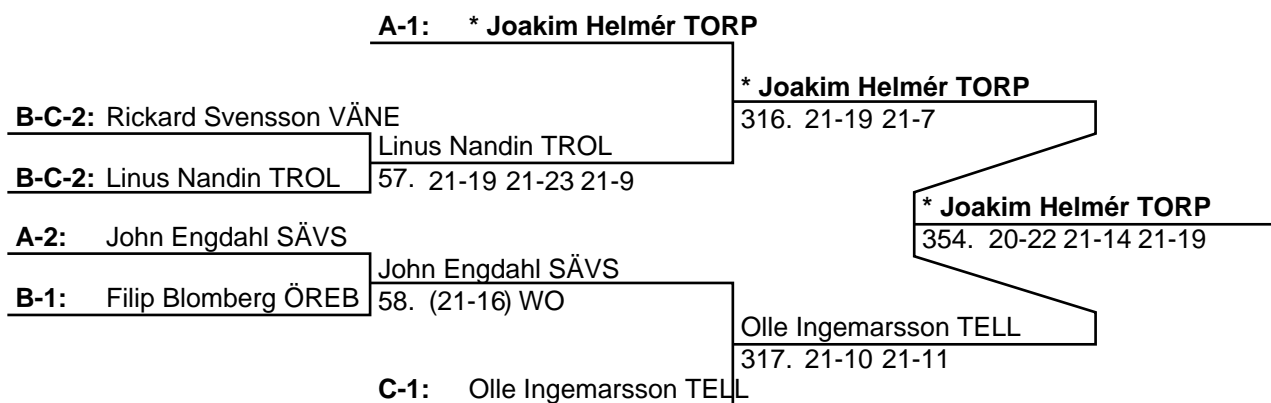 A-1: * Joakim Helmér TORP
* Joakim Helmér TORP
316. 21-19 21-7
B-C-2: Rickard Svensson VÄNE
Linus Nandin TROL
B-C-2: Linus Nandin TROL
57. 21-19 21-23 21-9
* Joakim Helmér TORP
354. 20-22 21-14 21-19
A-2: John Engdahl SÄVS
John Engdahl SÄVS
B-1: Filip Blomberg ÖREB
58. (21-16) WO
Olle Ingemarsson TELL
317. 21-10 21-11
C-1: Olle Ingemarsson TELL